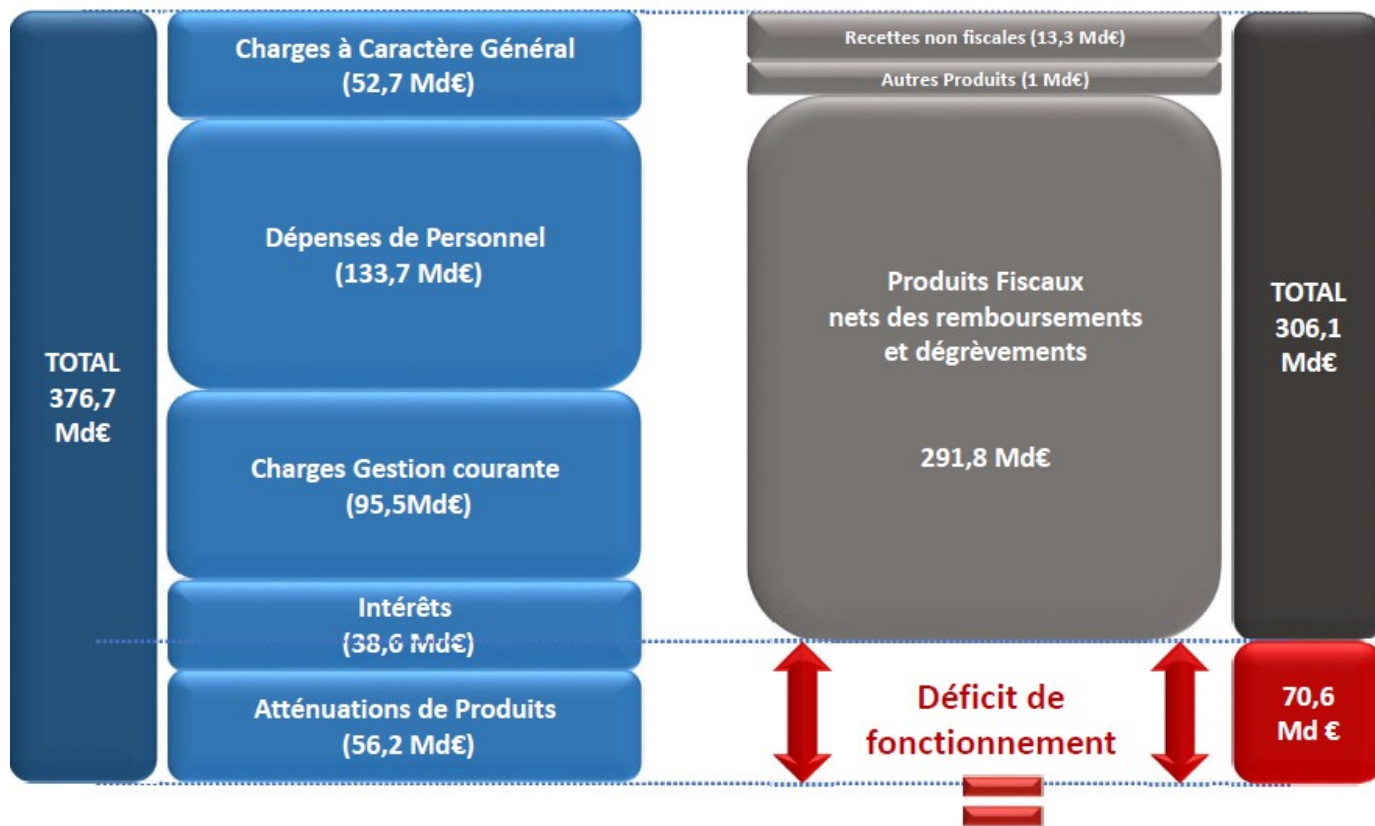 TOTAL
376,7
Md€
Charges à Caractère Général
(52,7 Md€)
Dépenses de Personnel
(133,7 Md€)
Charges Gestion courante
(95,5Md€)
Intérêts
(38,6 Md€)
Atténuations de Produits
(56,2 Md€)
Recettes non fiscales (13,3 Md€)
Autres Produits (1 Md€)
Produits Fiscaux
nets des remboursements
et dégrèvements
291,8 Md€
TOTAL
306,1
Md€
Déficit de
fonctionnement
=
70,6
Md €